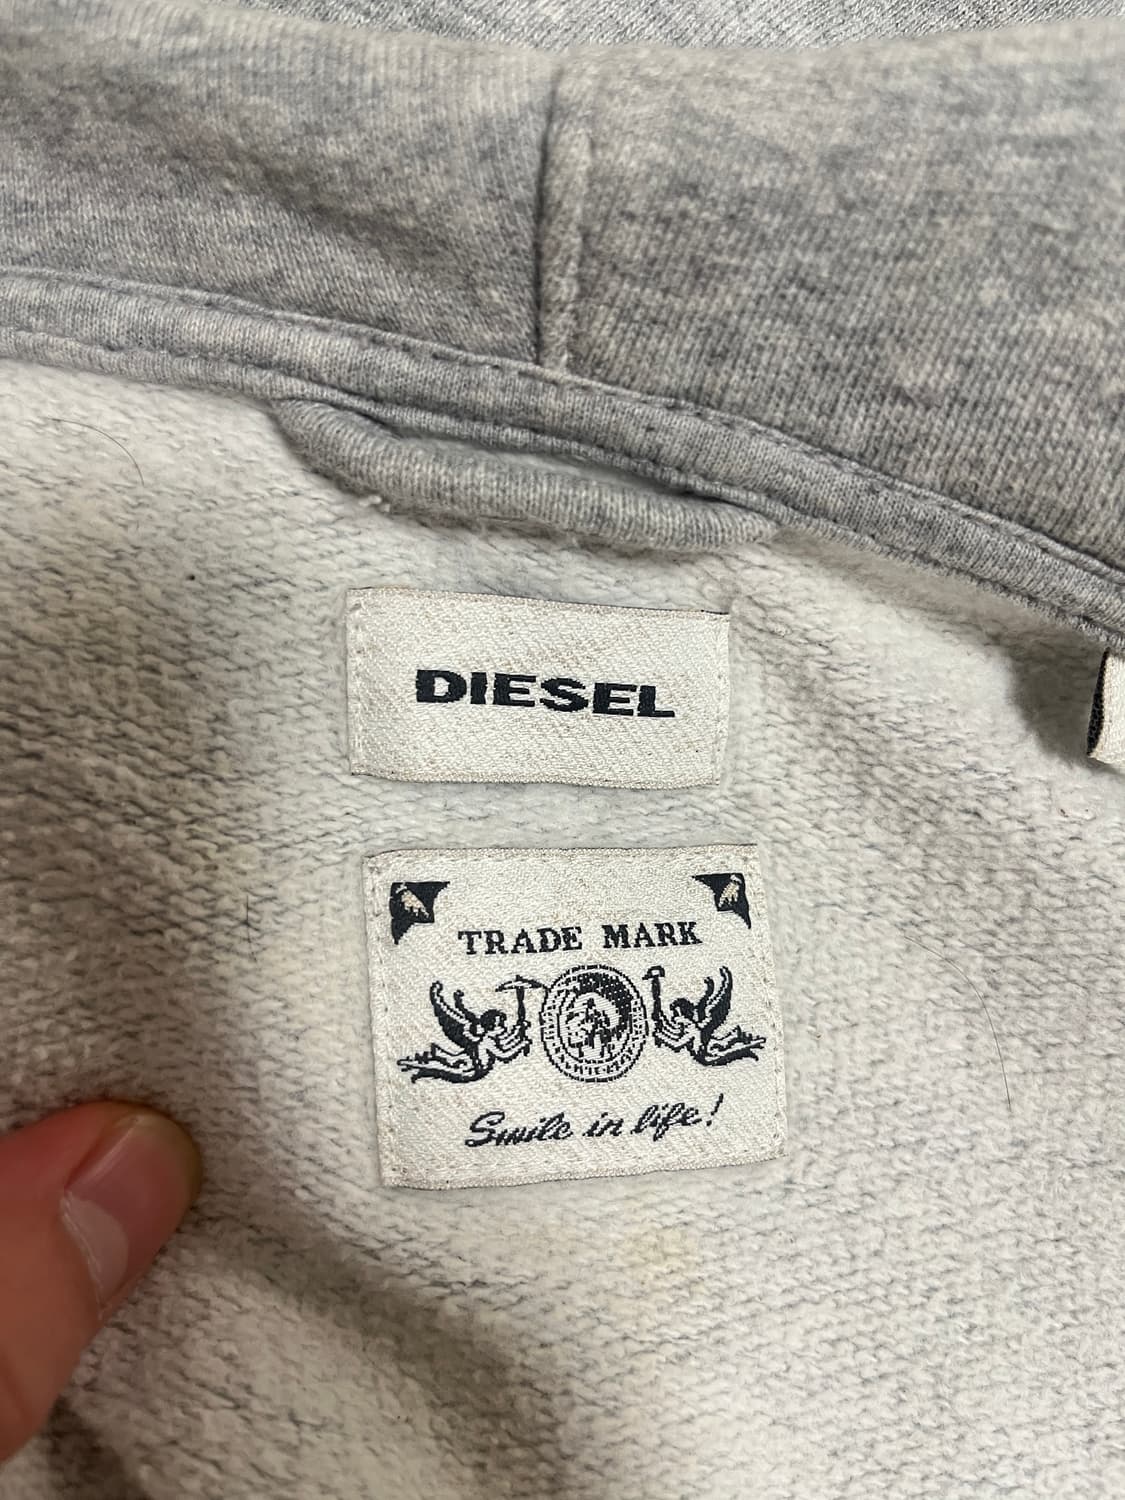 DIESEL
TRADE MARK
Smile in life!